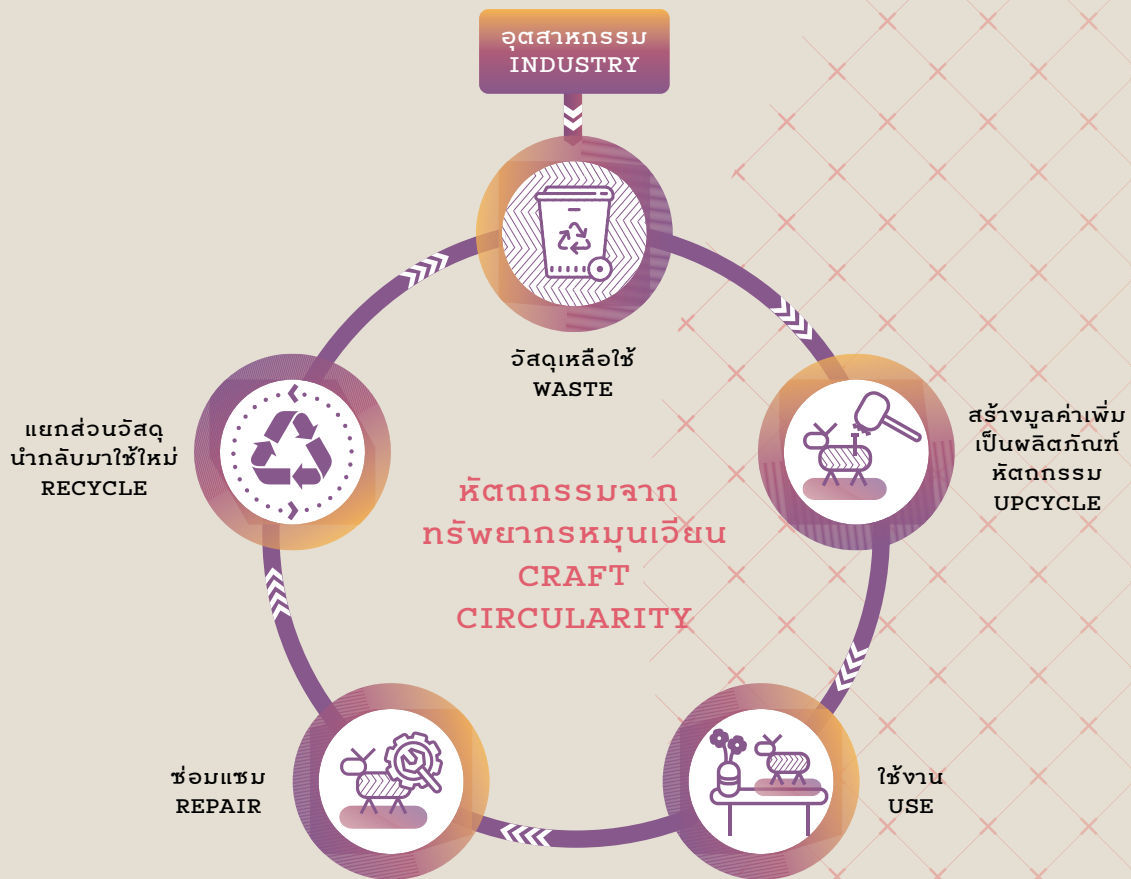 อุตสาหกรรม
INDUSTRY
วัสดุเหลือใช้
WASTE
สร้างมูลค่าเพิ่ม
เป็นผลิตภัณฑ์
หัตถกรรม
UPCYCLE
ใช้งาน
USE
ซ่อมแซม
REPAIR
แยกส่วนวัสดุ
นำกลับมาใช้ใหม่
RECYCLE
หัตถกรรมจาก
ทรัพยากรหมุนเวียน
CRAFT
CIRCULARITY